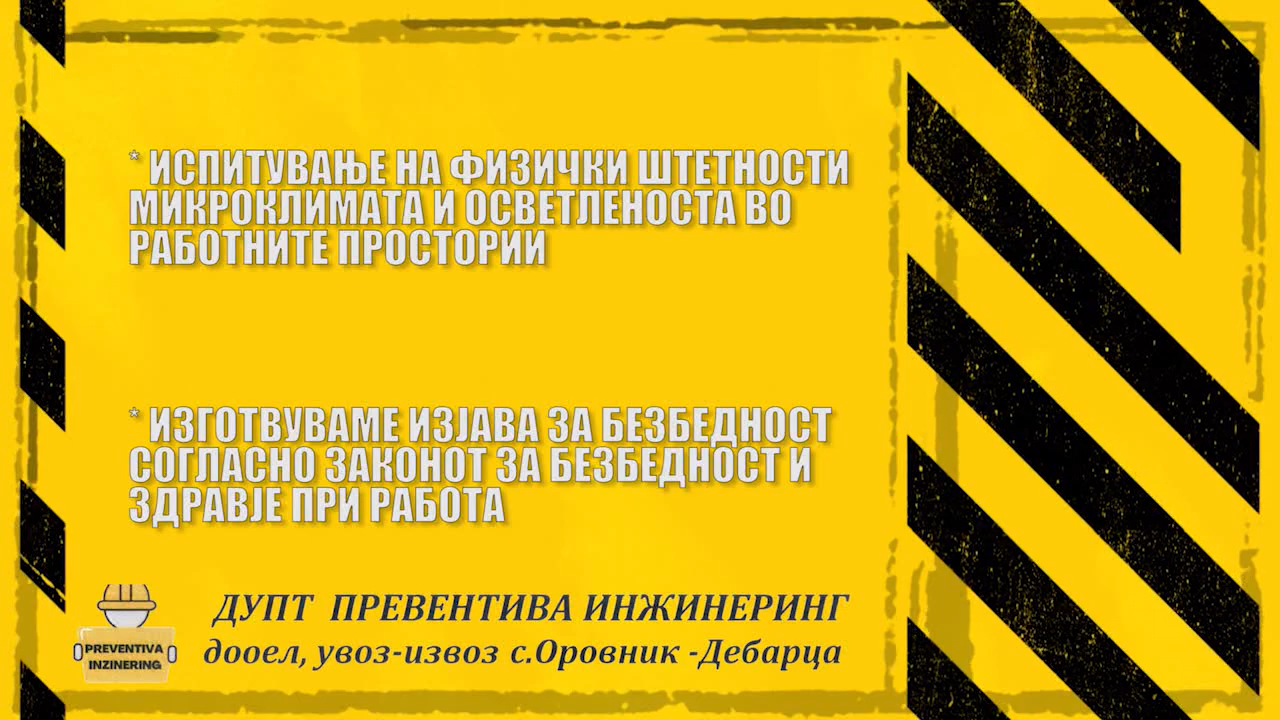 * ИСПИТУВАЊЕ НА ФИЗИЧКИ ШТЕТНОСТИ
МИКРОКЛИМАТА И ОСВЕТЛЕНОСТА ВО
РАБОТНИТЕ ПРОСТОРИИ
* ИЗГОТВУВАМЕ ИЗЈАВА ЗА БЕЗБЕДНОСТ
СОГЛАСНО ЗАКОНОТ ЗА БЕЗБЕДНОСТ И
ЗДРАВЈЕ ПРИ РАБОТА
ДУПТ ПРЕВЕНТИВА ИНЖИНЕРИНГ
дооел, увоз-извоз с.Оровник -Дебарца
PREVENTIVA
INZINERING